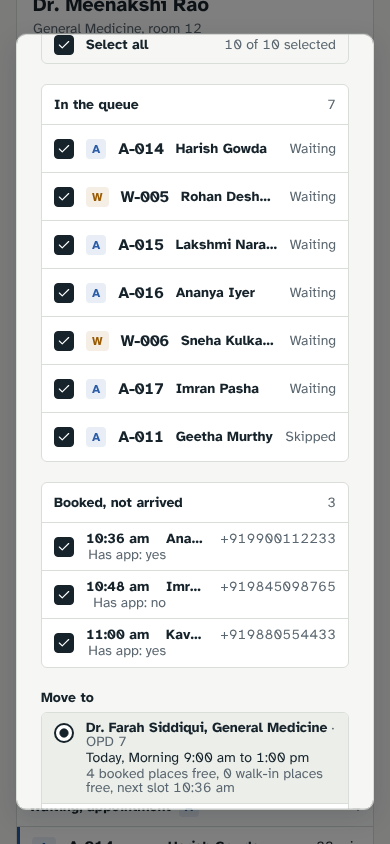 Dr. Meenakshi Rao
General Medicine, room 12
Select all 10 of 10 selected
In the queue 7
A A-014 Harish Gowda Waiting
W W-005 Rohan Desh... Waiting
A A-015 Lakshmi Nara... Waiting
A A-016 Ananya Iyer Waiting
W W-006 Sneha Kulka... Waiting
A A-017 Imran Pasha Waiting
A A-011 Geetha Murthy Skipped
Booked, not arrived 3
10:36 am Ana... +919900112233
Has app: yes
10:48 am Imr... +919845098765
Has app: no
11:00 am Kav... +919880554433
Has app: yes
Move to
Dr. Farah Siddiqui, General Medicine ·
OPD 7
Today, Morning 9:00 am to 1:00 pm
4 booked places free, 0 walk-in places
free, next slot 10:36 am